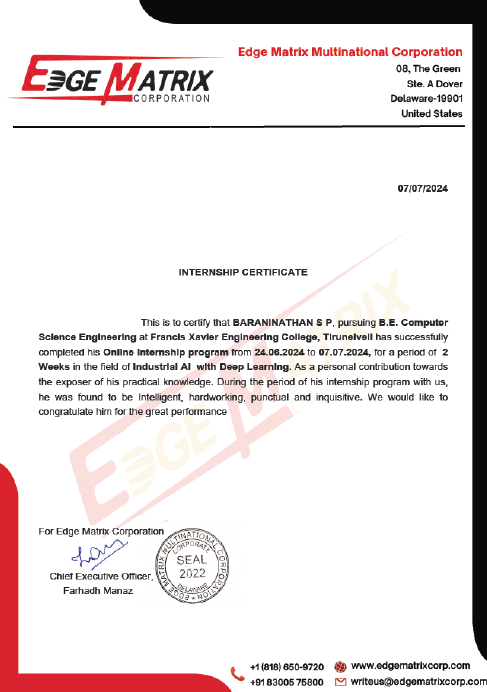 Edge Matrix Multinational Corporation
08, The Green
Ste. A Dover
Delaware-19901
United States
EDGE MATRIX
CORPORATION
07/07/2024
INTERNSHIP CERTIFICATE
This is to certify that BARANINATHAN S P, pursuing B.E. Computer
Science Engineering at Francis Xavier Engineering College, Tirunelveli has successfully
completed his Online internship program from 24.06.2024 to 07.07.2024, for a period of 2
Weeks in the field of Industrial AI with Deep Learning. As a personal contribution towards
the exposer of his practical knowledge. During the period of his internship program with us,
he was found to be Intelligent, hardworking, punctual and inquisitive. We would like to
congratulate him for the great performance
EDGE MATRIX
For Edge Matrix Corporation
Chief Executive Officer,
Farhadh Manaz
EDGE MATRIX MULTINATIONAL CORPORATION
CORPORATE
SEAL
2022
DELAWARE
+1 (818) 650-9720 www.edgematrixcorp.com
+91 83005 75800 writeus@edgematrixcorp.com